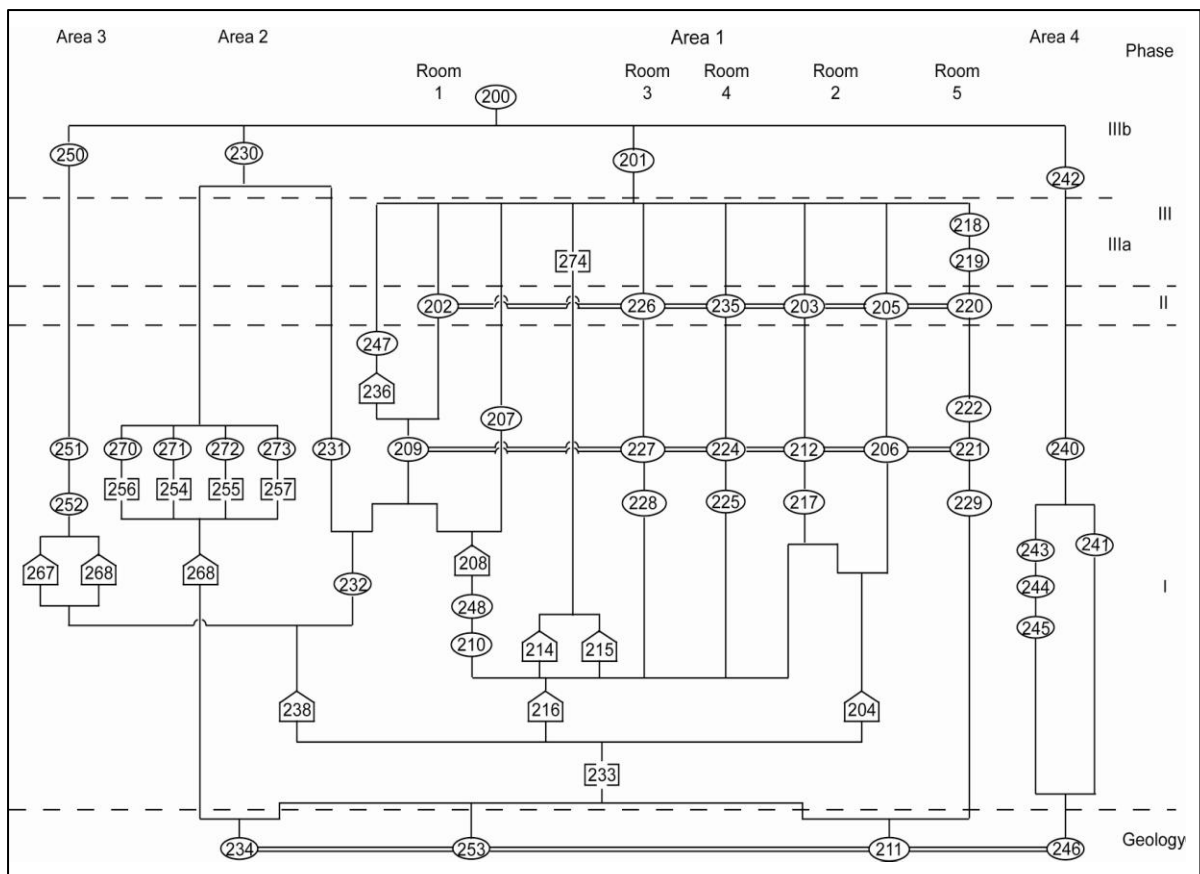 Area 3 Area 2 Area 1 Area 4
Phase
Room Room Room Room Room
1 3 4 2 5
200
IIIb
250 230 201
242
III
218
IIIa
274 219
202 226 235 203 205 220 II
247
236
207 222
251 270 271 272 273 231 209 227 224 212 206 221 240
256 254 255 257
252 228 225 217 229
243 241
267 268 268 208
232 244 I
248
245
210 214 215
238 216 204
233
Geology
234 253 211 246